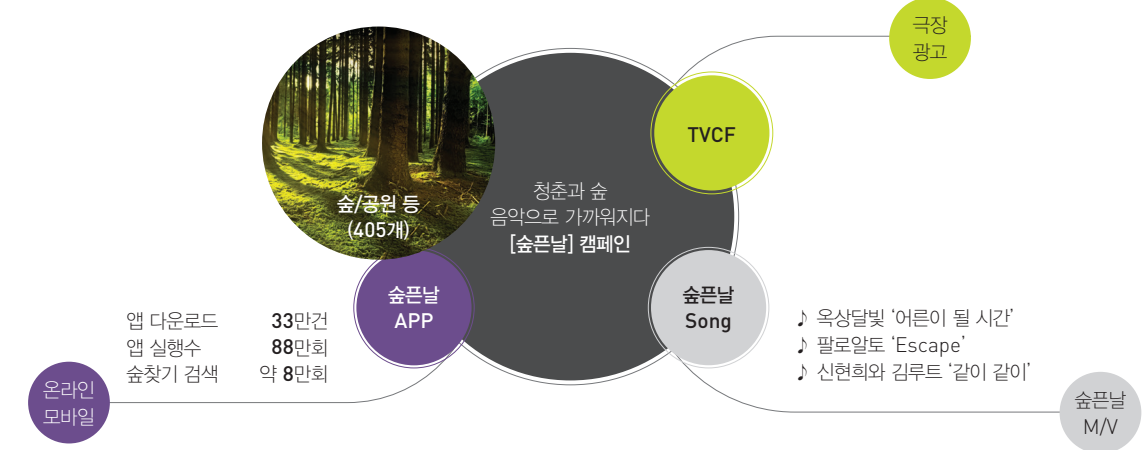 극장
광고
TVCF
숲/공원 등
(405개)
청춘과 숲
음악으로 가까워지다
[숲픈날] 캠페인
숲픈날
APP
숲픈날
Song
앱 다운로드 33만건
앱 실행수 88만회
숲찾기 검색 약 8만회
♪ 옥상달빛 ‘어른이 될 시간’
♪ 팔로알토 ‘Escape’
♪ 신현희와 김루트 ‘같이 같이’
온라인
모바일
숲픈날
M/V